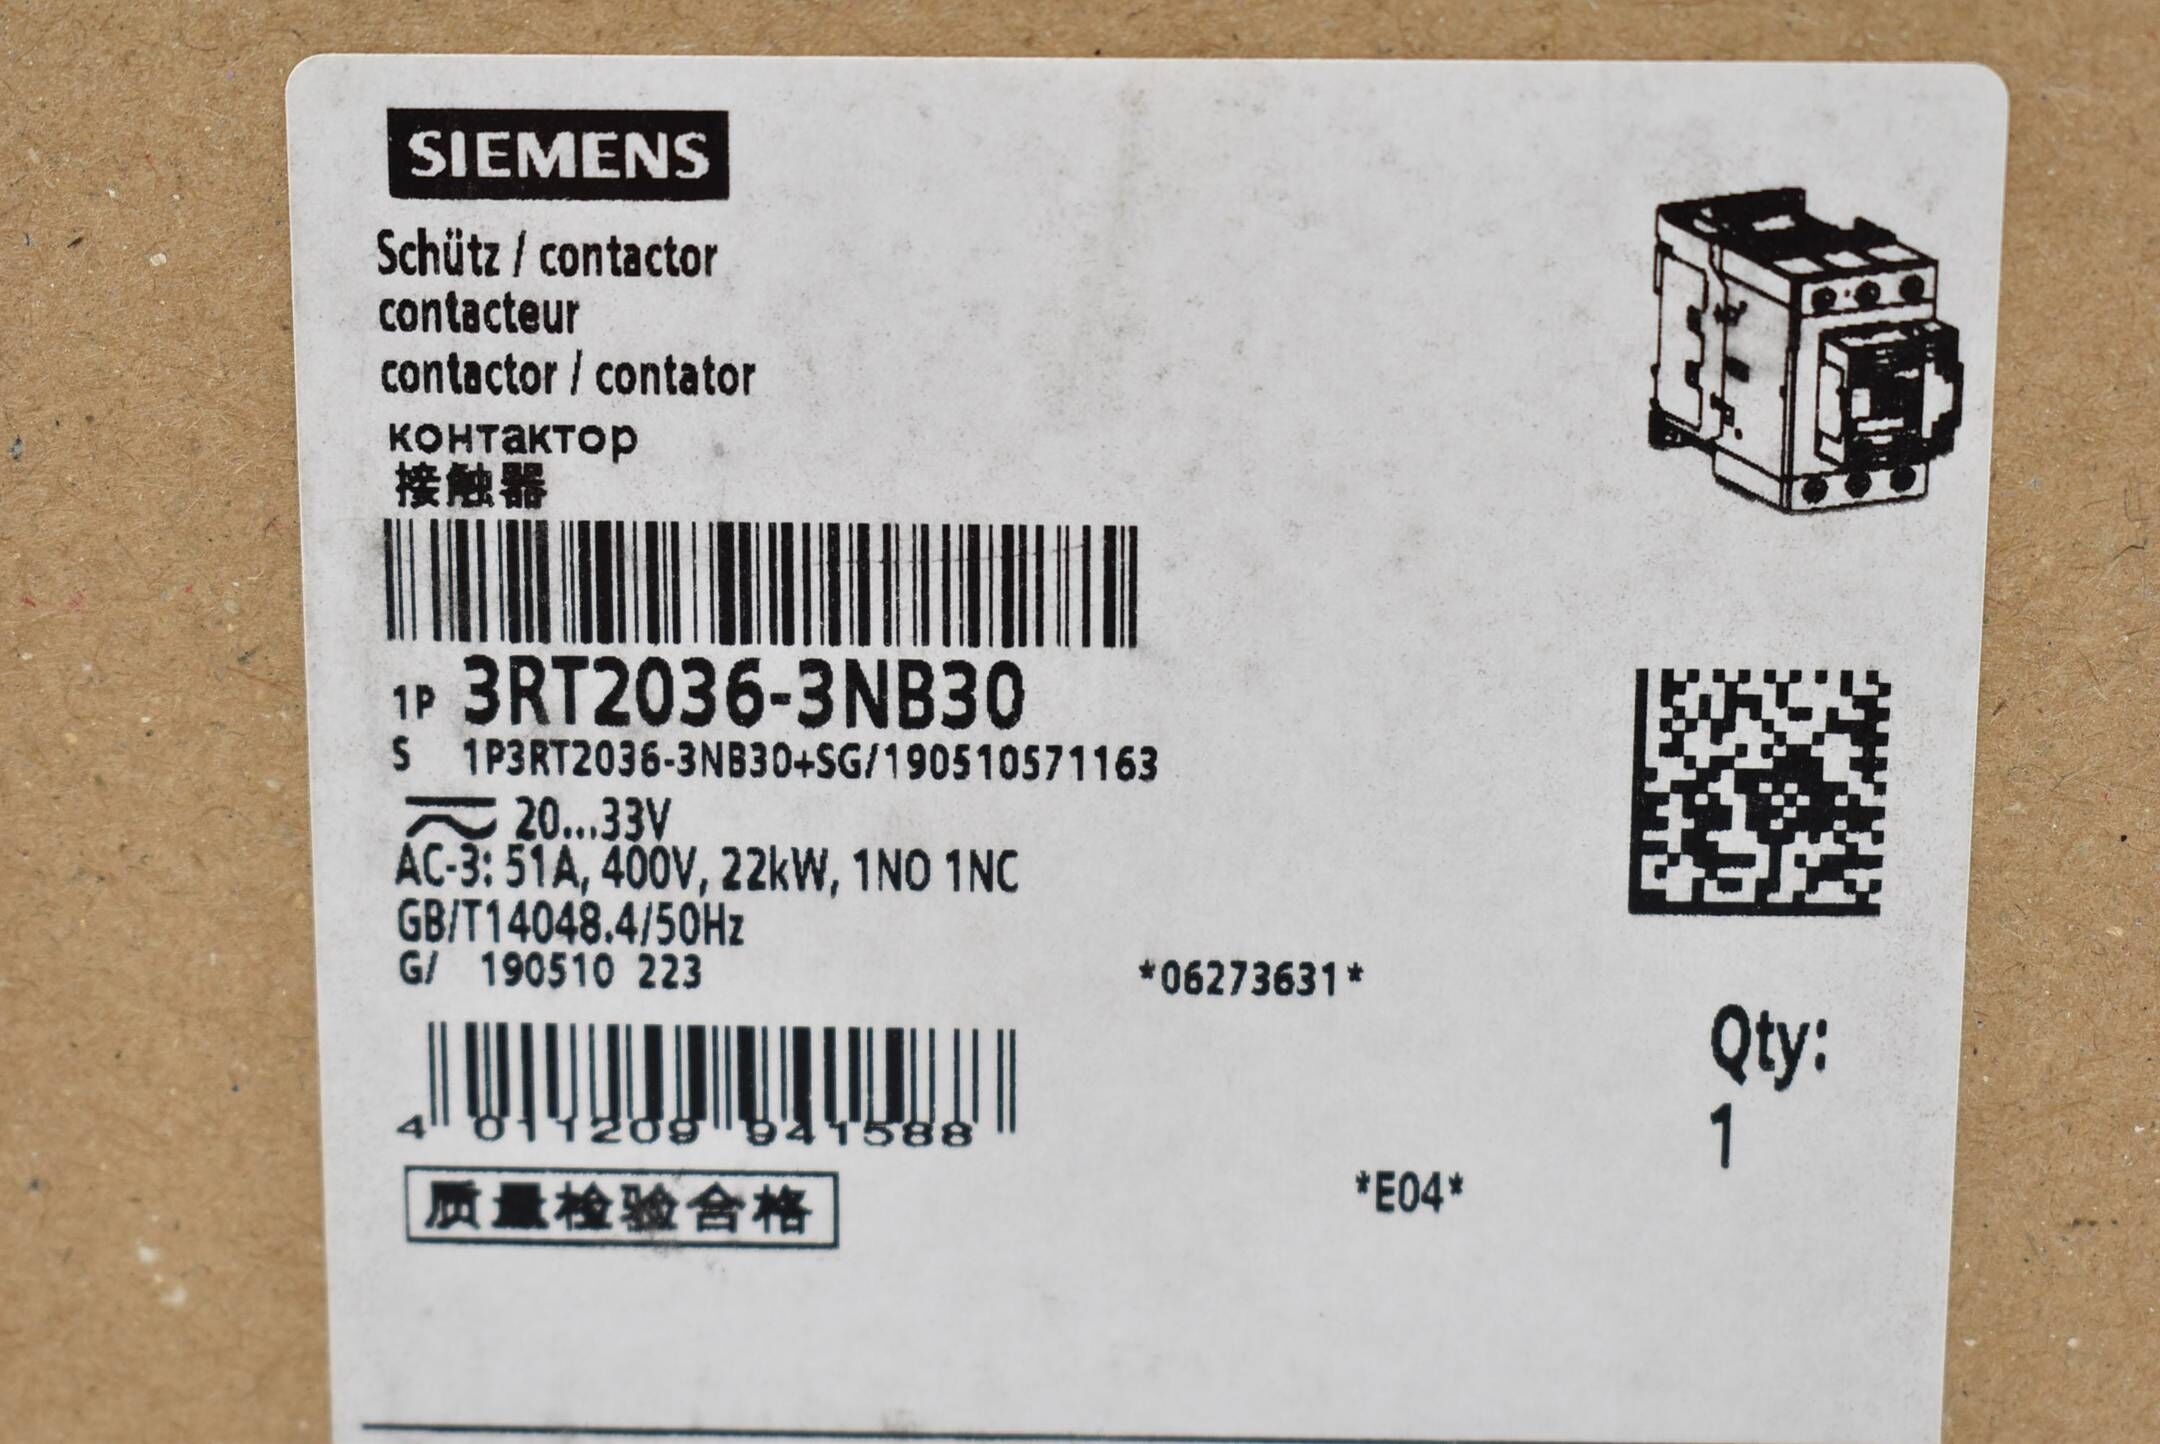 SIEMENS
Schütz / contactor
contacteur
contactor / contator
контактор
接触器
1P 3RT2036-3NB30
S 1P3RT2036-3NB30+SG/190510571163
20...33V
AC-3: 51A, 400V, 22kW, 1NO 1NC
GB/T14048.4/50Hz
G/ 190510 223
*06273631*
Qty:
1
4 011209 941588
*E04*
质量检验合格